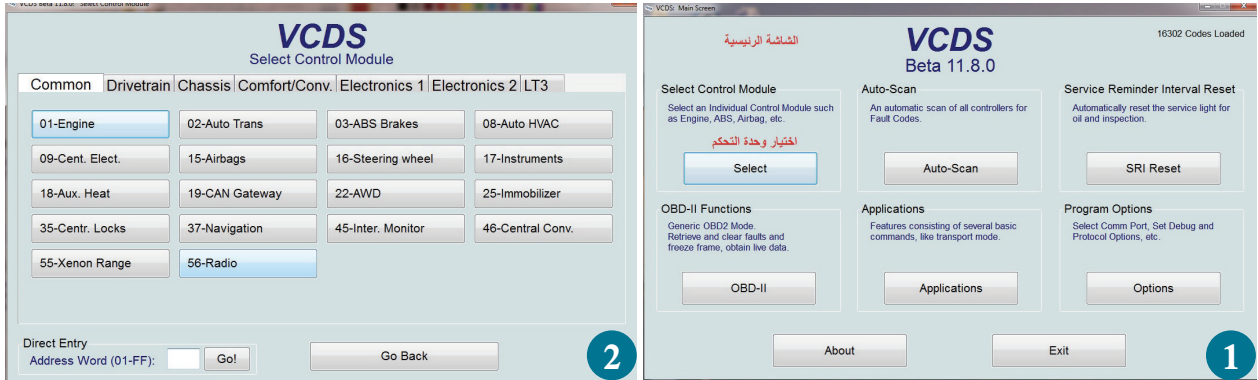 VCDS Beta 11.8.0: Select Control Module
VCDS
Select Control Module
Common Drivetrain Chassis Comfort/Conv. Electronics 1 Electronics 2 LT3
01-Engine 02-Auto Trans 03-ABS Brakes 08-Auto HVAC
09-Cent. Elect. 15-Airbags 16-Steering wheel 17-Instruments
18-Aux. Heat 19-CAN Gateway 22-AWD 25-Immobilizer
35-Centr. Locks 37-Navigation 45-Inter. Monitor 46-Central Conv.
55-Xenon Range 56-Radio
Direct Entry
Address Word (01-FF): Go! Go Back
2
VCDS: Main Screen
الشاشة الرئيسية
VCDS
Beta 11.8.0
16302 Codes Loaded
Select Control Module
Select an Individual Control Module such
as Engine, ABS, Airbag, etc.
اختيار وحدة التحكم
Select
Auto-Scan
An automatic scan of all controllers for
Fault Codes.
Auto-Scan
Service Reminder Interval Reset
Automatically reset the service light for
oil and inspection.
SRI Reset
OBD-II Functions
Generic OBD2 Mode.
Retrieve and clear faults and
freeze frame, obtain live data.
OBD-II
Applications
Features consisting of several basic
commands, like transport mode.
Applications
Program Options
Select Comm Port, Set Debug and
Protocol Options, etc.
Options
About Exit
1